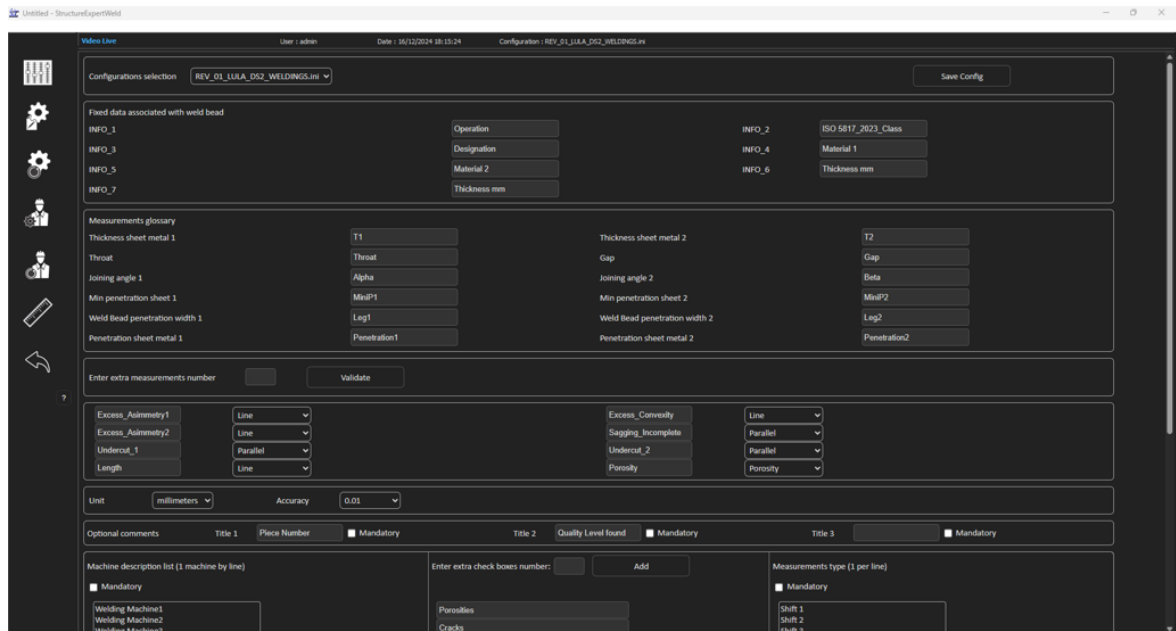 Untitled - StructureExpertWeld
Video Live User : admin Date : 16/12/2024 18:15:24 Configuration : REV_01_LULA_DS2_WELDINGS.ini
Configurations selection REV_01_LULA_DS2_WELDINGS.ini Save Config
Fixed data associated with weld bead
INFO_1 Operation INFO_2 ISO 5817_2023_Class
INFO_3 Designation INFO_4 Material 1
INFO_5 Material 2 INFO_6 Thickness mm
INFO_7 Thickness mm
Measurements glossary
Thickness sheet metal 1 T1 Thickness sheet metal 2 T2
Throat Throat Gap Gap
Joining angle 1 Alpha Joining angle 2 Beta
Min penetration sheet 1 MiniP1 Min penetration sheet 2 MiniP2
Weld Bead penetration width 1 Leg1 Weld Bead penetration width 2 Leg2
Penetration sheet metal 1 Penetration1 Penetration sheet metal 2 Penetration2
Enter extra measurements number Validate
?
Excess_Asimmetry1 Line Excess_Convexity Line
Excess_Asimmetry2 Line Sagging_Incomplete Parallel
Undercut_1 Parallel Undercut_2 Parallel
Length Line Porosity Porosity
Unit millimeters Accuracy 0.01
Optional comments Title 1 Piece Number Mandatory Title 2 Quality Level found Mandatory Title 3 Mandatory
Machine description list (1 machine by line) Enter extra check boxes number: Add Measurements type (1 per line)
Mandatory Mandatory
Welding Machine1 Porosities Shift 1
Welding Machine2 Shift 2
Welding Machine3 Cracks Shift 3